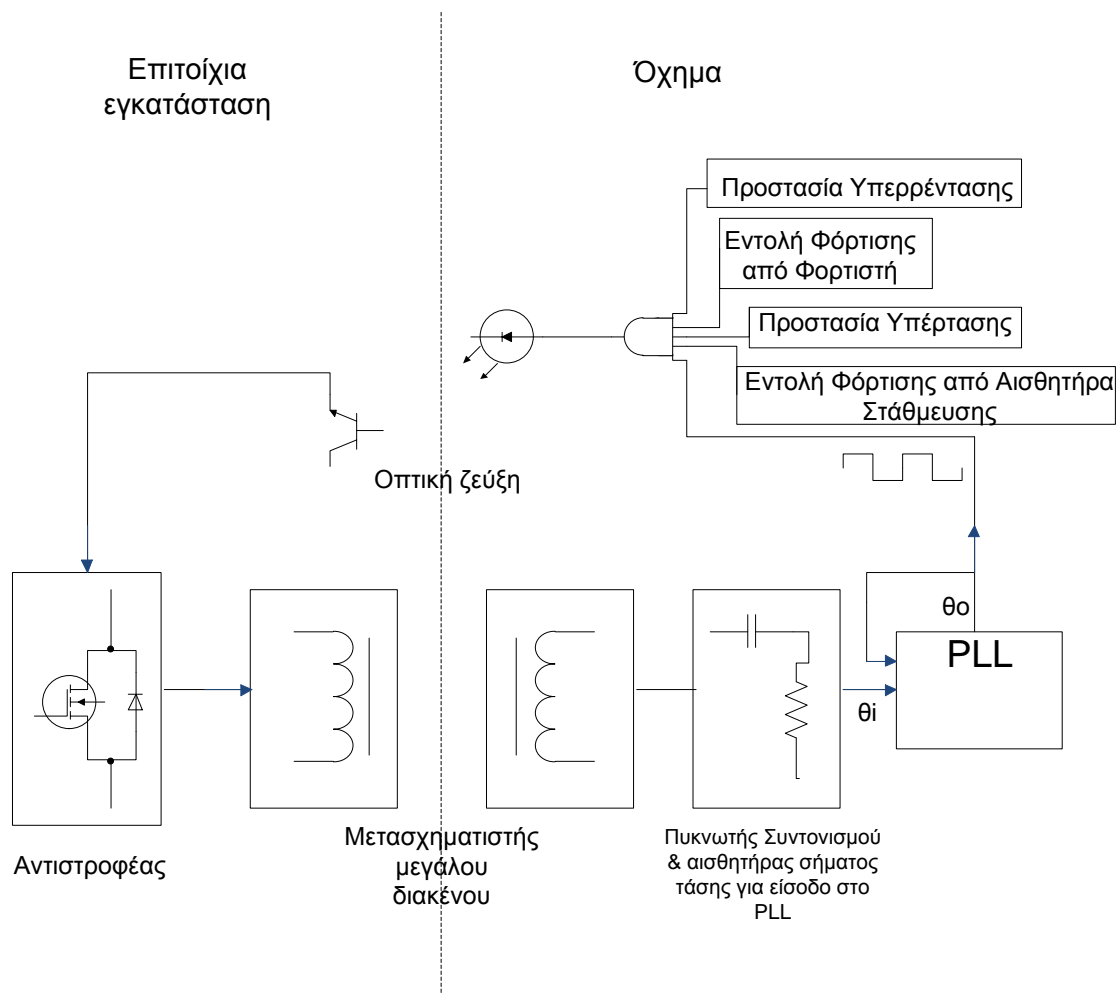 Επιτοίχια
εγκατάσταση
Όχημα
Προστασία Υπερρέντασης
Εντολή Φόρτισης
από Φορτιστή
Προστασία Υπέρτασης
Εντολή Φόρτισης από Αισθητήρα
Στάθμευσης
Οπτική ζεύξη
θο
PLL
θi
Αντιστροφέας
Μετασχηματιστής
μεγάλου
διακένου
Πυκνωτής Συντονισμού
& αισθητήρας σήματος
τάσης για είσοδο στο
PLL